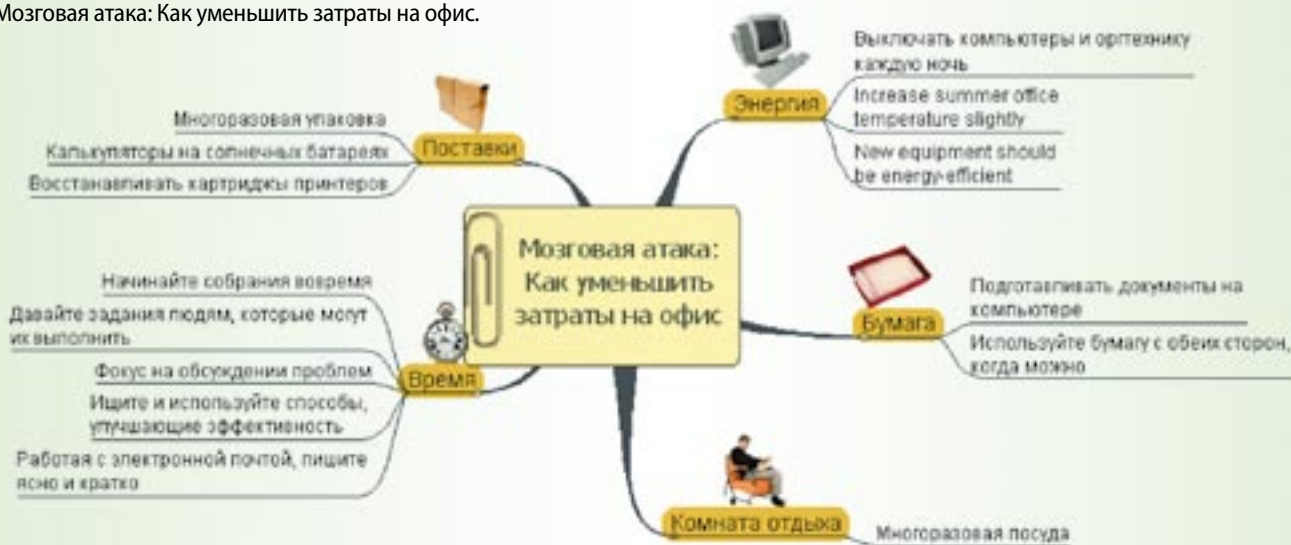 Мозговая атака: Как уменьшить затраты на офис.
Энергия
Выключать компьютеры и оргтехнику
каждую ночь
Increase summer office
temperature slightly
New equipment should
be energy-efficient
Поставки
Многоразовая упаковка
Калькуляторы на солнечных батареях
Восстанавливать картриджы принтеров
Мозговая атака:
Как уменьшить
затраты на офис
Бумага
Подготавливать документы на
компьютере
Используйте бумагу с обеих сторон,
когда можно
Время
Начинайте собрания вовремя
Давайте задания людям, которые могут
их выполнить
Фокус на обсуждении проблем
Ищите и используйте способы,
улучшающие эффективность
Работая с электронной почтой, пишите
ясно и кратко
Комната отдыха
Многоразовая посуда